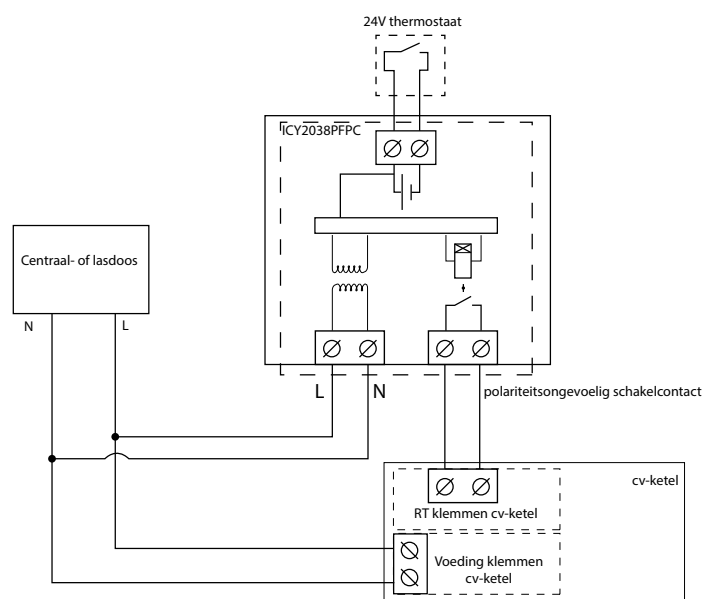 24V thermostaat
ICY2038PFPC
Centraal- of lasdoos
N
L
L
N
polariteitsongevoelig schakelcontact
cv-ketel
RT klemmen cv-ketel
Voeding klemmen
cv-ketel